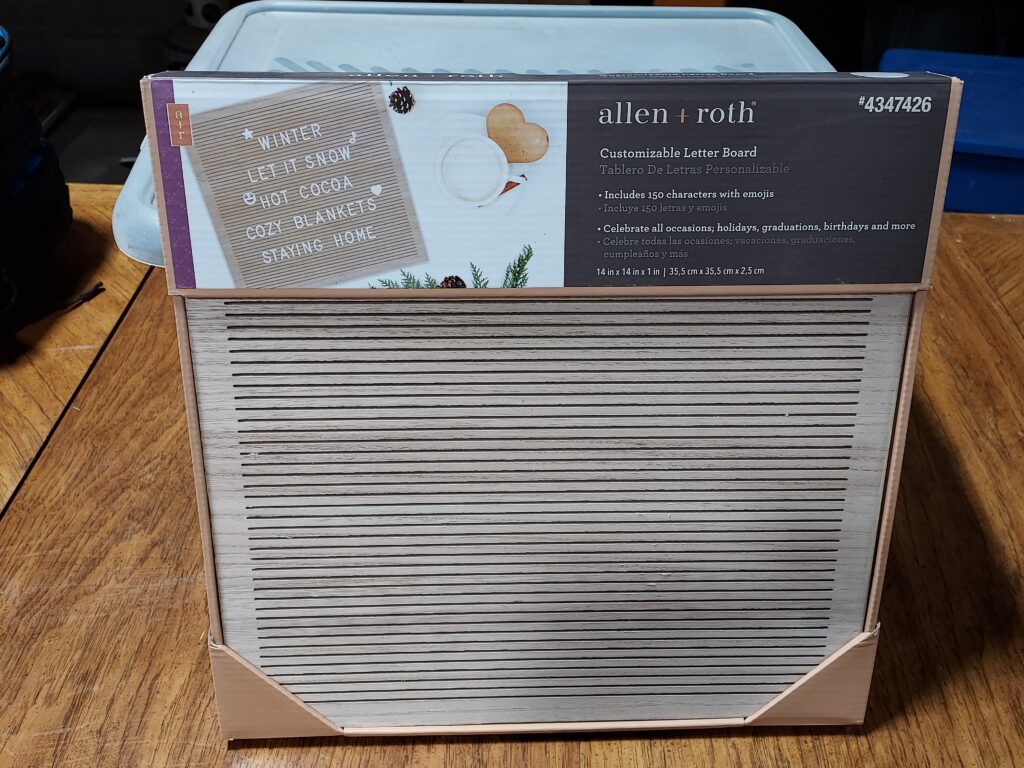 allen + roth
a+r
WINTER
LET IT SNOW
HOT COCOA
COZY BLANKETS
STAYING HOME
allen + roth®
#4347426
Customizable Letter Board
Tablero De Letras Personalizable
• Includes 150 characters with emojis
• Incluye 150 letras y emojis
• Celebrate all occasions; holidays, graduations, birthdays and more
• Celebre todas las ocasiones; vacaciones, graduaciones,
cumpleaños y más
14 in x 14 in x 1 in | 35,5 cm x 35,5 cm x 2,5 cm